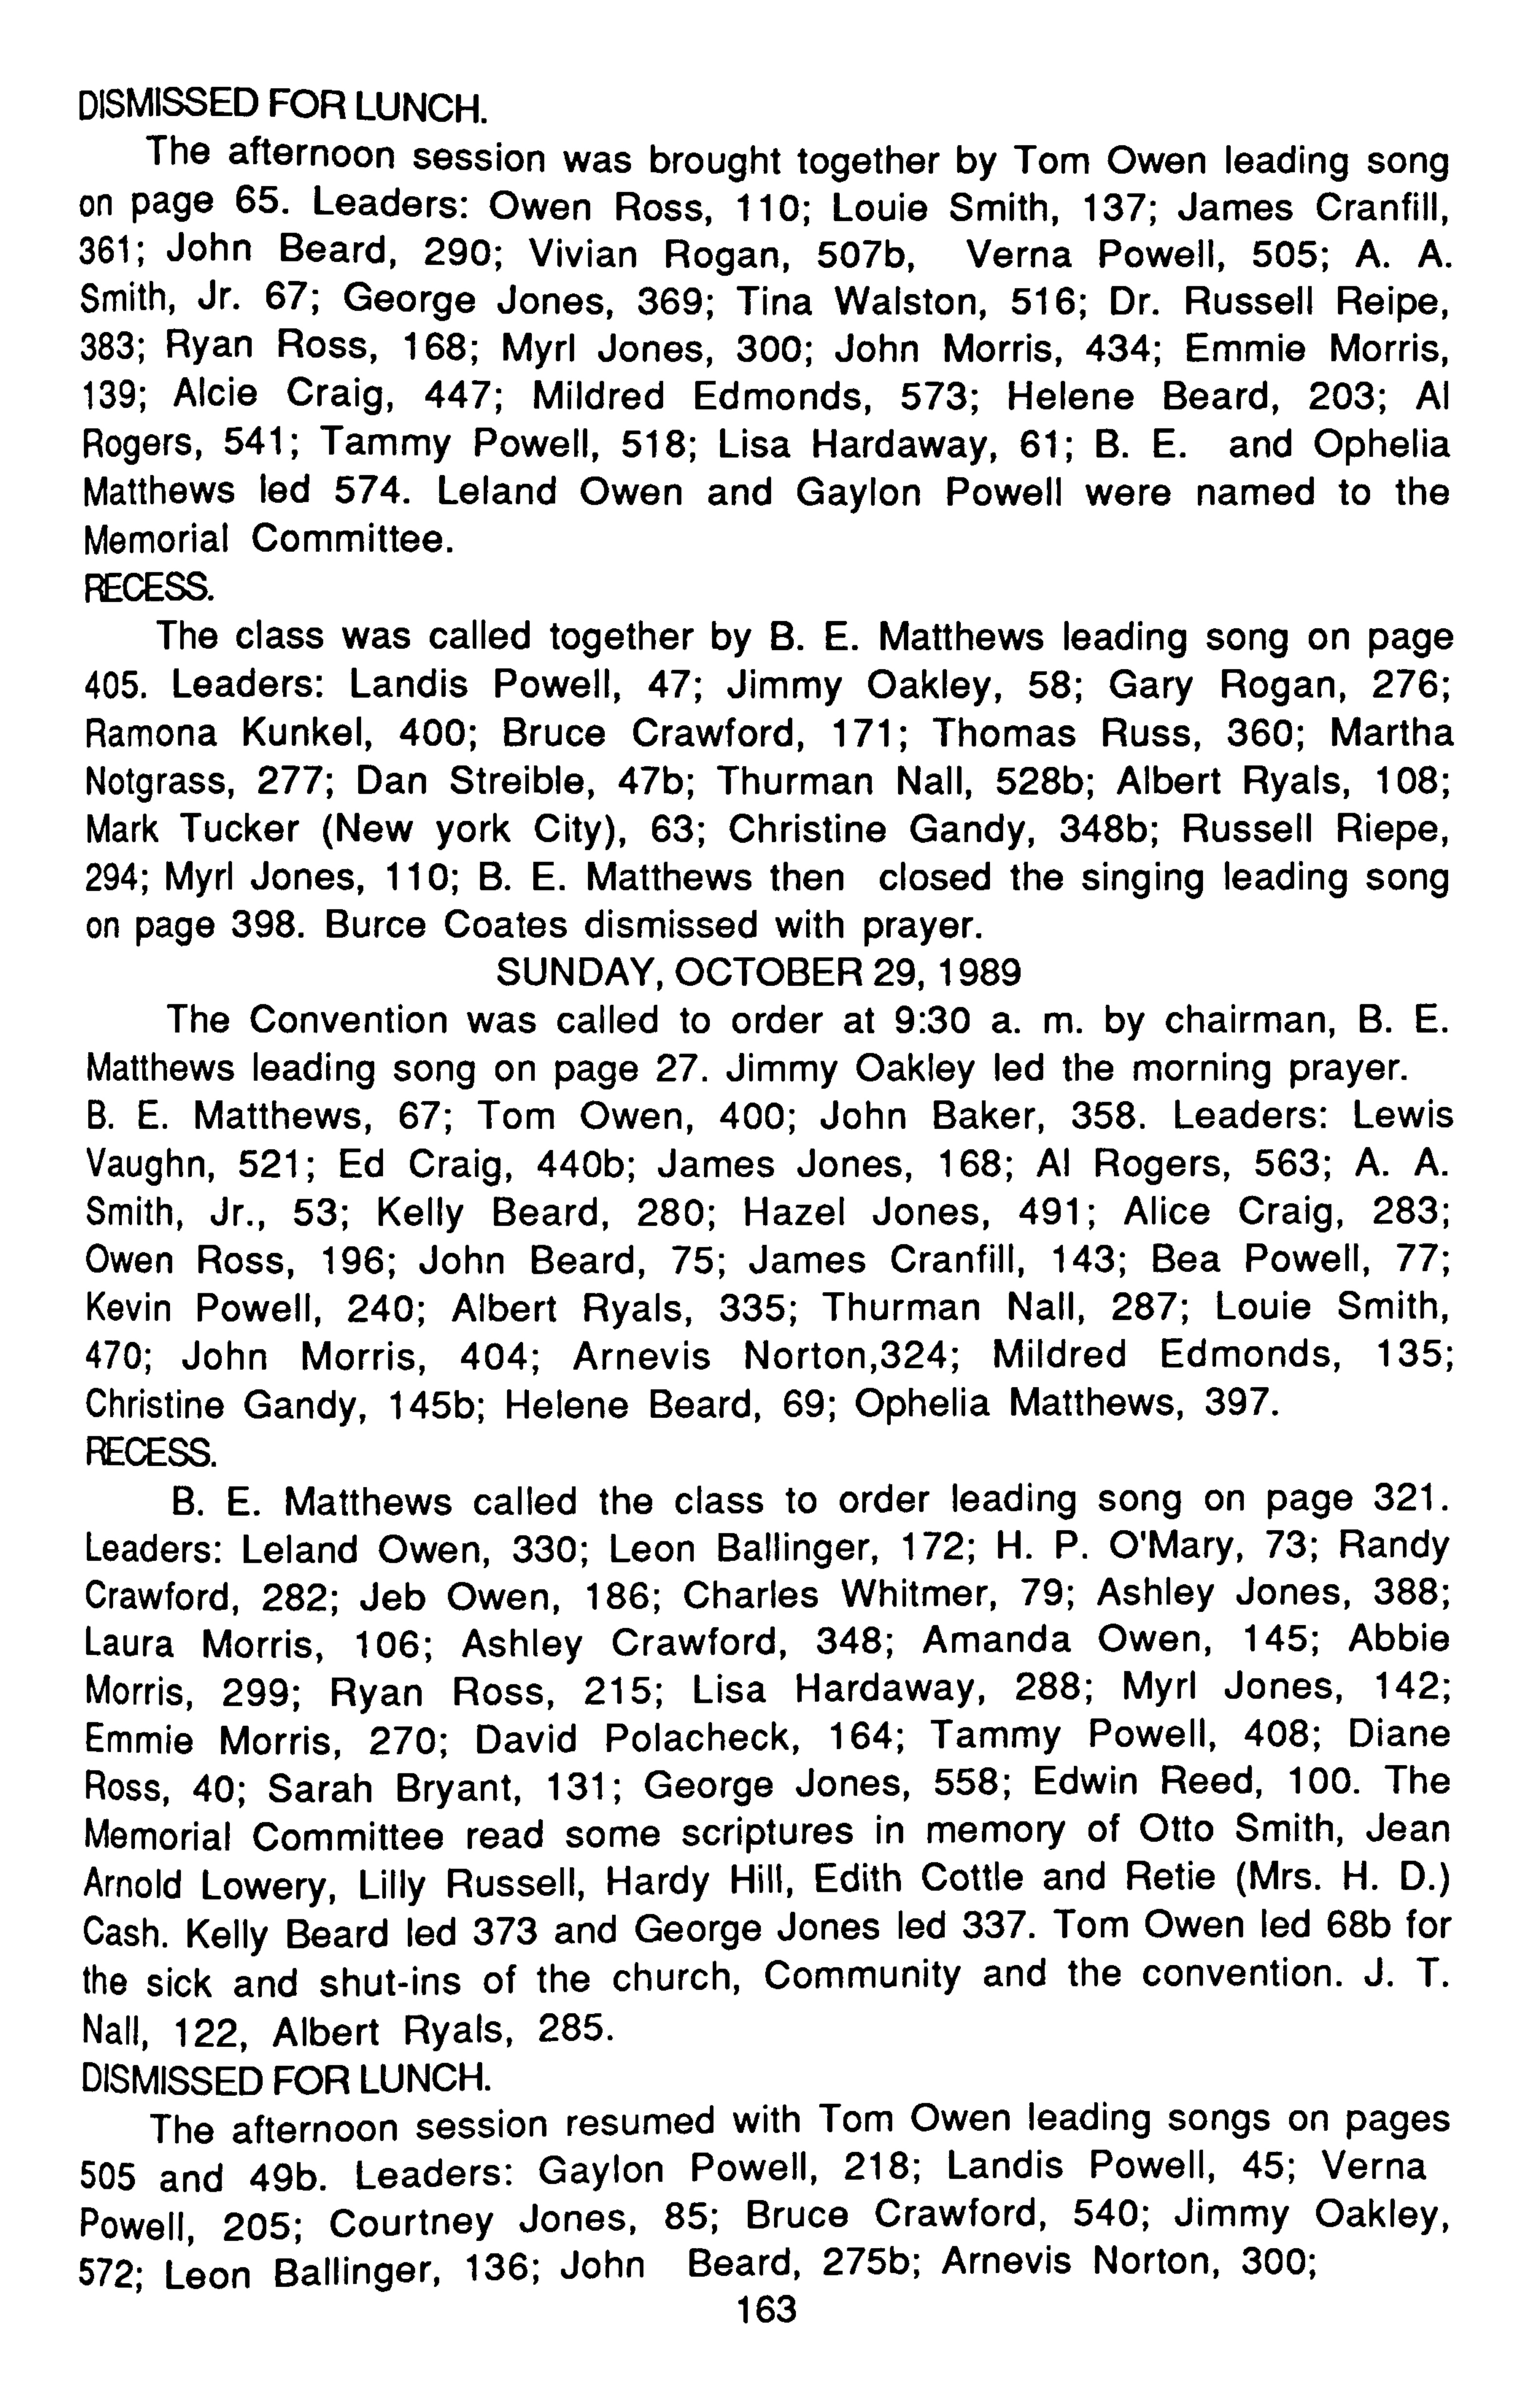 DISMISSED FOR LUNCH.
The afternoon session was brought together by Tom Owen leading song
on page 65. Leaders: Owen Ross, 110; Louie Smith, 137; James Cranfill,
361; John Beard, 290; Vivian Rogan, 507b, Verna Powell, 505; A. A.
Smith, Jr. 67; George Jones, 369; Tina Walston, 516; Dr. Russell Reipe,
383; Ryan Ross, 168; Myrl Jones, 300; John Morris, 434; Emmie Morris,
139; Alcie Craig, 447; Mildred Edmonds, 573; Helene Beard, 203; Al
Rogers, 541; Tammy Powell, 518; Lisa Hardaway, 61; B. E. and Ophelia
Matthews led 574. Leland Owen and Gaylon Powell were named to the
Memorial Committee.
RECESS.
The class was called together by B. E. Matthews leading song on page
405. Leaders: Landis Powell, 47; Jimmy Oakley, 58; Gary Rogan, 276;
Ramona Kunkel, 400; Bruce Crawford, 171; Thomas Russ, 360; Martha
Notgrass, 277; Dan Streible, 47b; Thurman Nall, 528b; Albert Ryals, 108;
Mark Tucker (New york City), 63; Christine Gandy, 348b; Russell Riepe,
294; Myrl Jones, 110; B. E. Matthews then closed the singing leading song
on page 398. Burce Coates dismissed with prayer.
SUNDAY, OCTOBER 29, 1989
The Convention was called to order at 9:30 a. m. by chairman, B. E.
Matthews leading song on page 27. Jimmy Oakley led the morning prayer.
B. E. Matthews, 67; Tom Owen, 400; John Baker, 358. Leaders: Lewis
Vaughn, 521; Ed Craig, 440b; James Jones, 168; Al Rogers, 563; A. A.
Smith, Jr., 53; Kelly Beard, 280; Hazel Jones, 491; Alice Craig, 283;
Owen Ross, 196; John Beard, 75; James Cranfill, 143; Bea Powell, 77;
Kevin Powell, 240; Albert Ryals, 335; Thurman Nall, 287; Louie Smith,
470; John Morris, 404; Arnevis Norton,324; Mildred Edmonds, 135;
Christine Gandy, 145b; Helene Beard, 69; Ophelia Matthews, 397.
RECESS.
B. E. Matthews called the class to order leading song on page 321.
Leaders: Leland Owen, 330; Leon Ballinger, 172; H. P. O'Mary, 73; Randy
Crawford, 282; Jeb Owen, 186; Charles Whitmer, 79; Ashley Jones, 388;
Laura Morris, 106; Ashley Crawford, 348; Amanda Owen, 145; Abbie
Morris, 299; Ryan Ross, 215; Lisa Hardaway, 288; Myrl Jones, 142;
Emmie Morris, 270; David Polacheck, 164; Tammy Powell, 408; Diane
Ross, 40; Sarah Bryant, 131; George Jones, 558; Edwin Reed, 100. The
Memorial Committee read some scriptures in memory of Otto Smith, Jean
Arnold Lowery, Lilly Russell, Hardy Hill, Edith Cottle and Retie (Mrs. H. D.)
Cash. Kelly Beard led 373 and George Jones led 337. Tom Owen led 68b for
the sick and shut-ins of the church, Community and the convention. J. T.
Nall, 122, Albert Ryals, 285.
DISMISSED FOR LUNCH.
The afternoon session resumed with Tom Owen leading songs on pages
505 and 49b. Leaders: Gaylon Powell, 218; Landis Powell, 45; Verna
Powell, 205; Courtney Jones, 85; Bruce Crawford, 540; Jimmy Oakley,
572; Leon Ballinger, 136; John Beard, 275b; Arnevis Norton, 300;
163